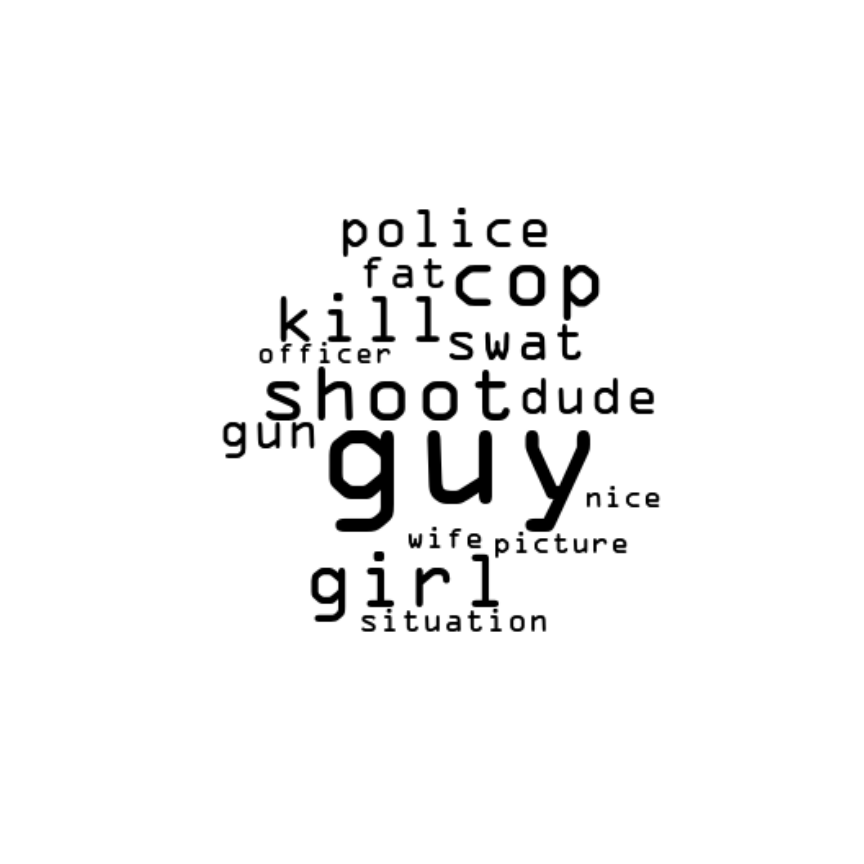 police
fat cop
kill swat
officer
shoot dude
gun guy nice
wife picture
girl
situation